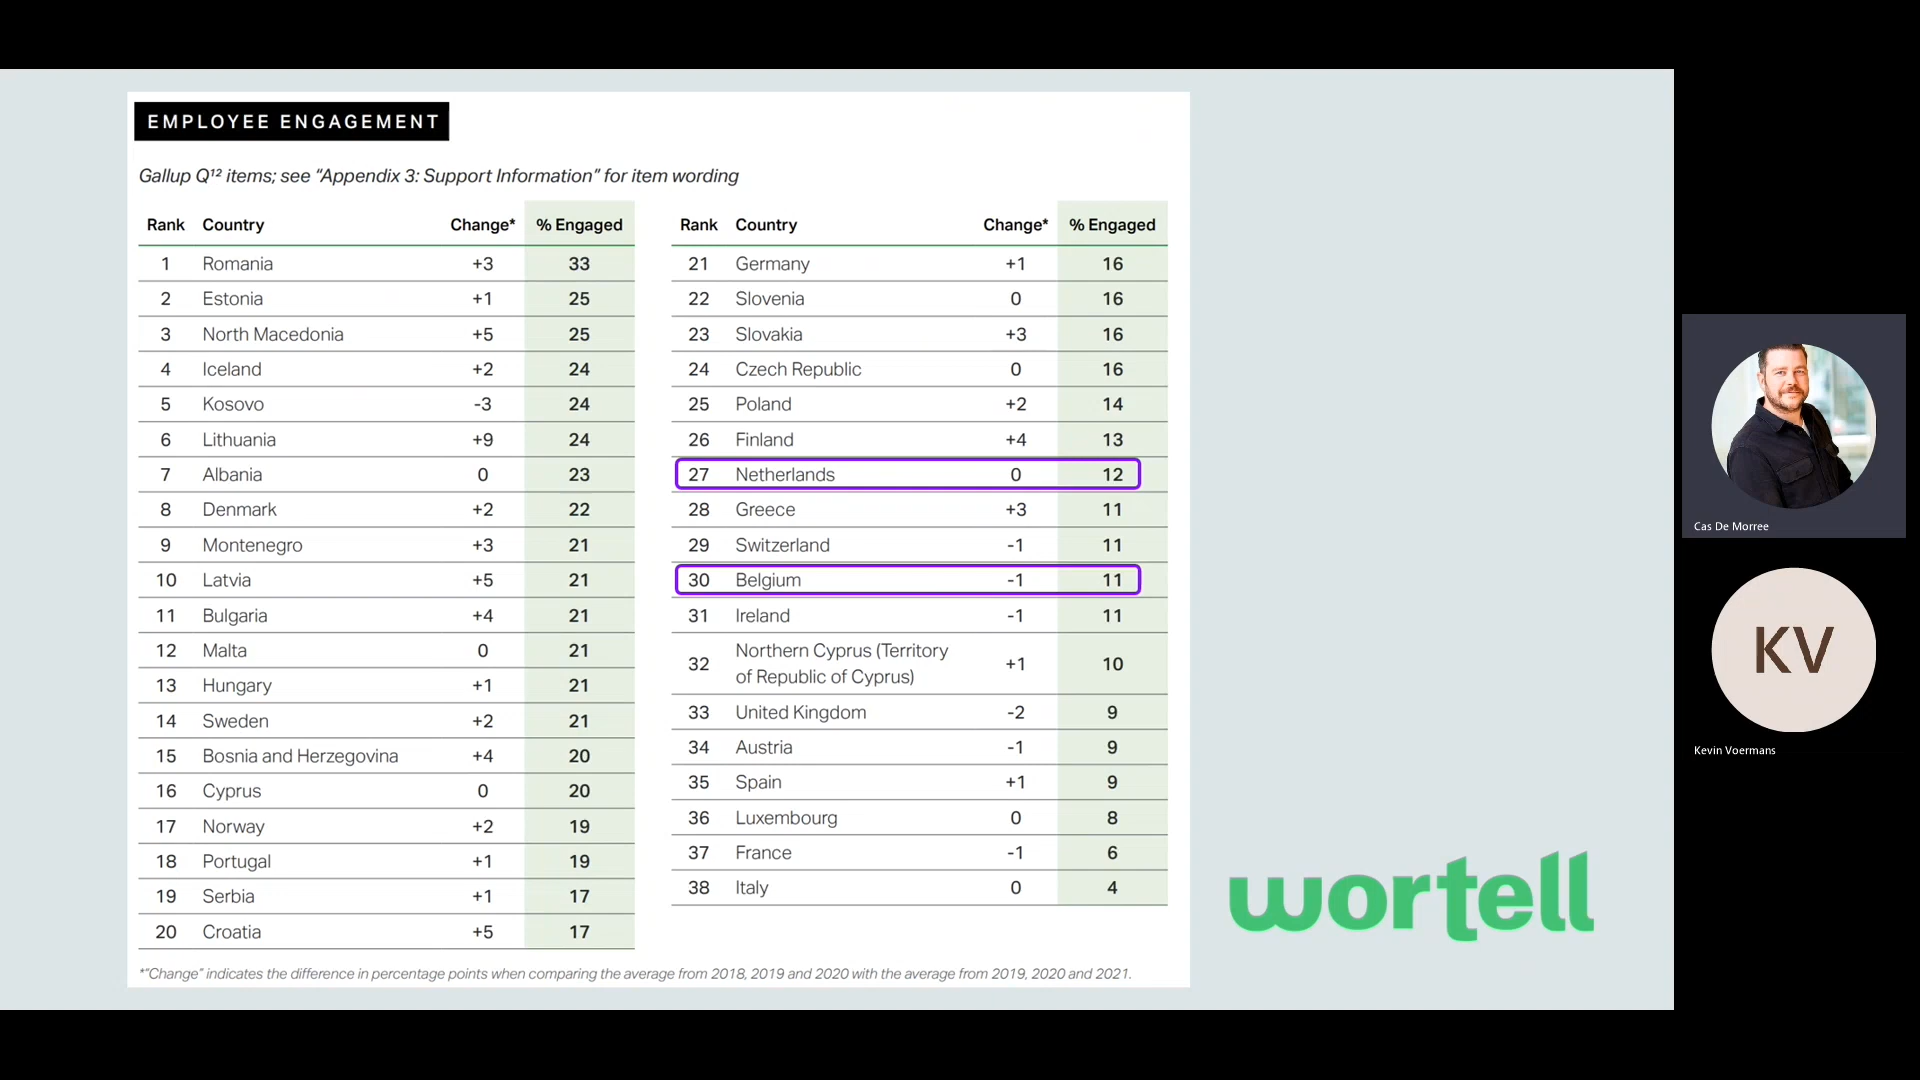 EMPLOYEE ENGAGEMENT
Gallup Q¹² items; see “Appendix 3: Support Information” for item wording
Rank Country Change* % Engaged
1 Romania +3 33
2 Estonia +1 25
3 North Macedonia +5 25
4 Iceland +2 24
5 Kosovo -3 24
6 Lithuania +9 24
7 Albania 0 23
8 Denmark +2 22
9 Montenegro +3 21
10 Latvia +5 21
11 Bulgaria +4 21
12 Malta 0 21
13 Hungary +1 21
14 Sweden +2 21
15 Bosnia and Herzegovina +4 20
16 Cyprus 0 20
17 Norway +2 19
18 Portugal +1 19
19 Serbia +1 17
20 Croatia +5 17
Rank Country Change* % Engaged
21 Germany +1 16
22 Slovenia 0 16
23 Slovakia +3 16
24 Czech Republic 0 16
25 Poland +2 14
26 Finland +4 13
27 Netherlands 0 12
28 Greece +3 11
29 Switzerland -1 11
30 Belgium -1 11
31 Ireland -1 11
32 Northern Cyprus (Territory
of Republic of Cyprus) +1 10
33 United Kingdom -2 9
34 Austria -1 9
35 Spain +1 9
36 Luxembourg 0 8
37 France -1 6
38 Italy 0 4
*“Change” indicates the difference in percentage points when comparing the average from 2018, 2019 and 2020 with the average from 2019, 2020 and 2021.
wortell
Cas De Morree
KV
Kevin Voermans